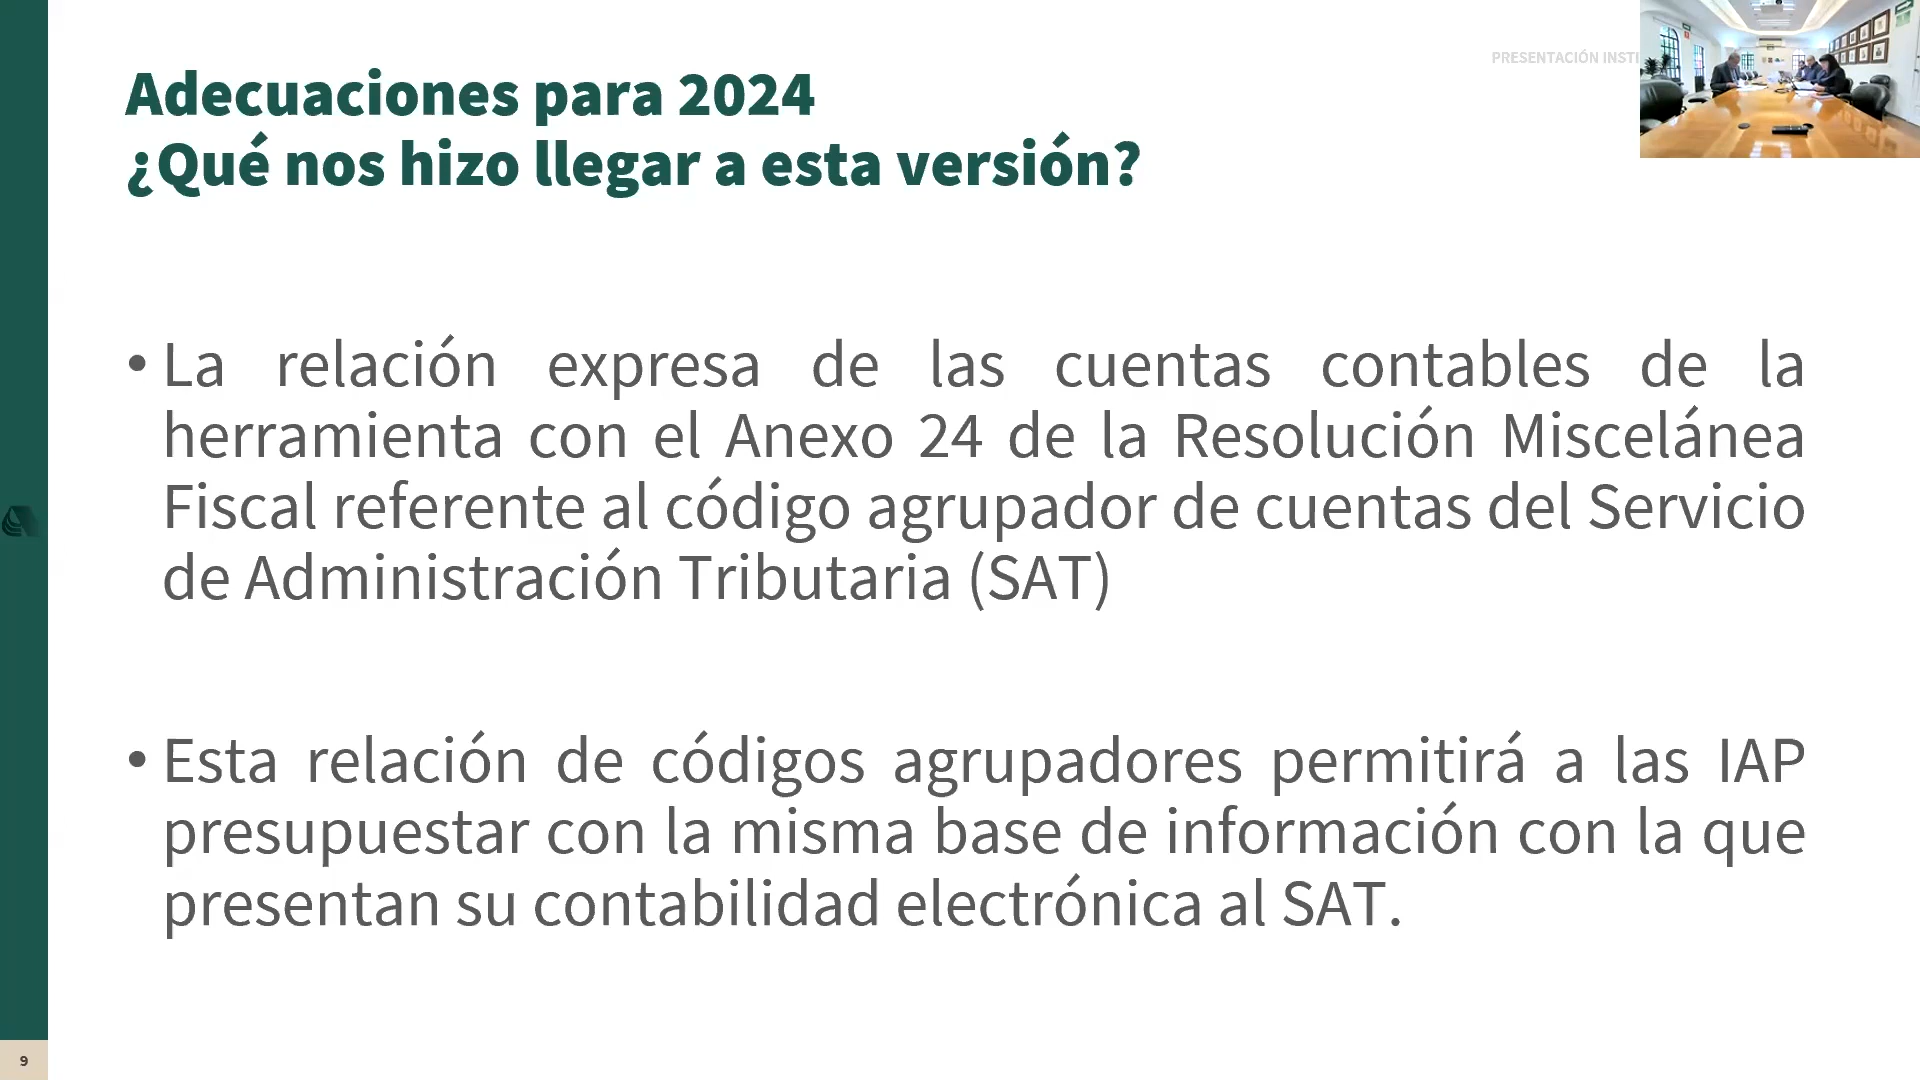 PRESENTACIÓN INSTI
Adecuaciones para 2024
¿Qué nos hizo llegar a esta versión?
• La relación expresa de las cuentas contables de la
herramienta con el Anexo 24 de la Resolución Miscelánea
Fiscal referente al código agrupador de cuentas del Servicio
de Administración Tributaria (SAT)
• Esta relación de códigos agrupadores permitirá a las IAP
presupuestar con la misma base de información con la que
presentan su contabilidad electrónica al SAT.
9